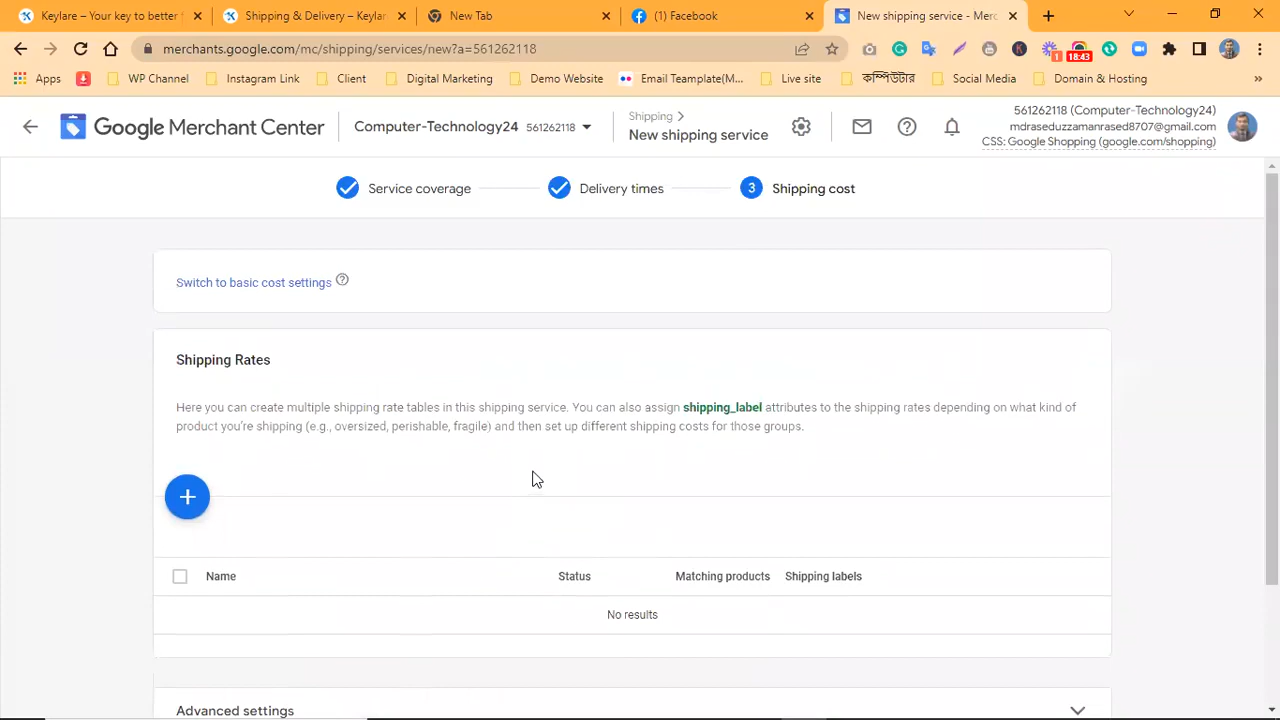 Keylare – Your key to better f
Shipping & Delivery – Keylare
New Tab
(1) Facebook
New shipping service - Merc
merchants.google.com/mc/shipping/services/new?a=561262118
1
18:43
Apps
WP Channel
Instagram Link
Client
Digital Marketing
Demo Website
Email Teamplate(M...
Live site
কম্পিউটার
Social Media
Domain & Hosting
»
Google Merchant Center
Computer-Technology24 561262118
Shipping
New shipping service
561262118 (Computer-Technology24)
mdraseduzzamanrased8707@gmail.com
CSS: Google Shopping (google.com/shopping)
Service coverage
Delivery times
3 Shipping cost
Switch to basic cost settings
Shipping Rates
Here you can create multiple shipping rate tables in this shipping service. You can also assign shipping_label attributes to the shipping rates depending on what kind of
product you're shipping (e.g., oversized, perishable, fragile) and then set up different shipping costs for those groups.
Name Status Matching products Shipping labels
No results
Advanced settings